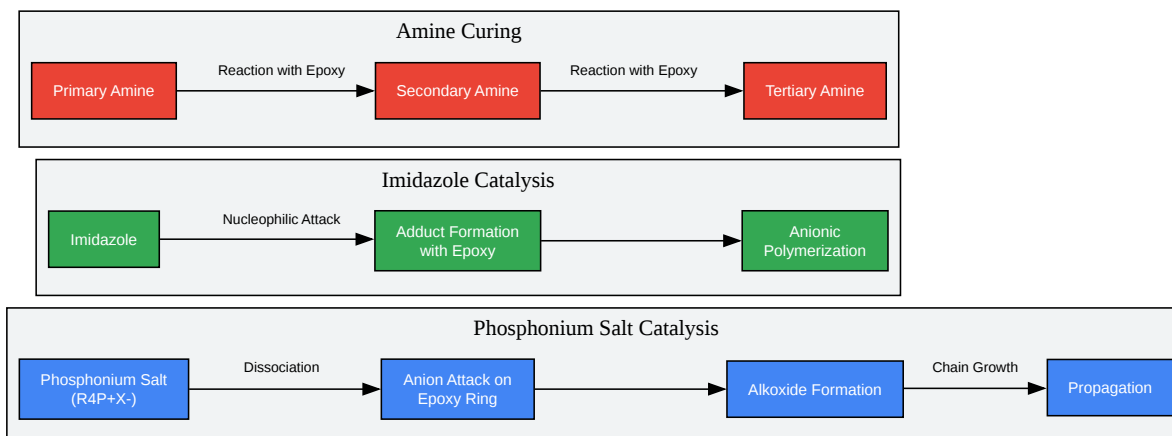 Amine Curing
Primary Amine
Reaction with Epoxy
Secondary Amine
Reaction with Epoxy
Tertiary Amine
Imidazole Catalysis
Imidazole
Nucleophilic Attack
Adduct Formation
with Epoxy
Anionic
Polymerization
Phosphonium Salt Catalysis
Phosphonium Salt
(R4P+X-)
Dissociation
Anion Attack on
Epoxy Ring
Alkoxide Formation
Chain Growth
Propagation